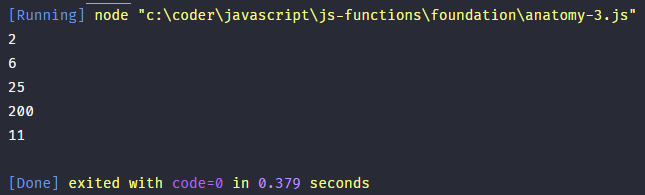 [Running] node "c:\coder\javascript\js-functions\foundation\anatomy-3.js"
2
6
25
200
11
[Done] exited with code=0 in 0.379 seconds